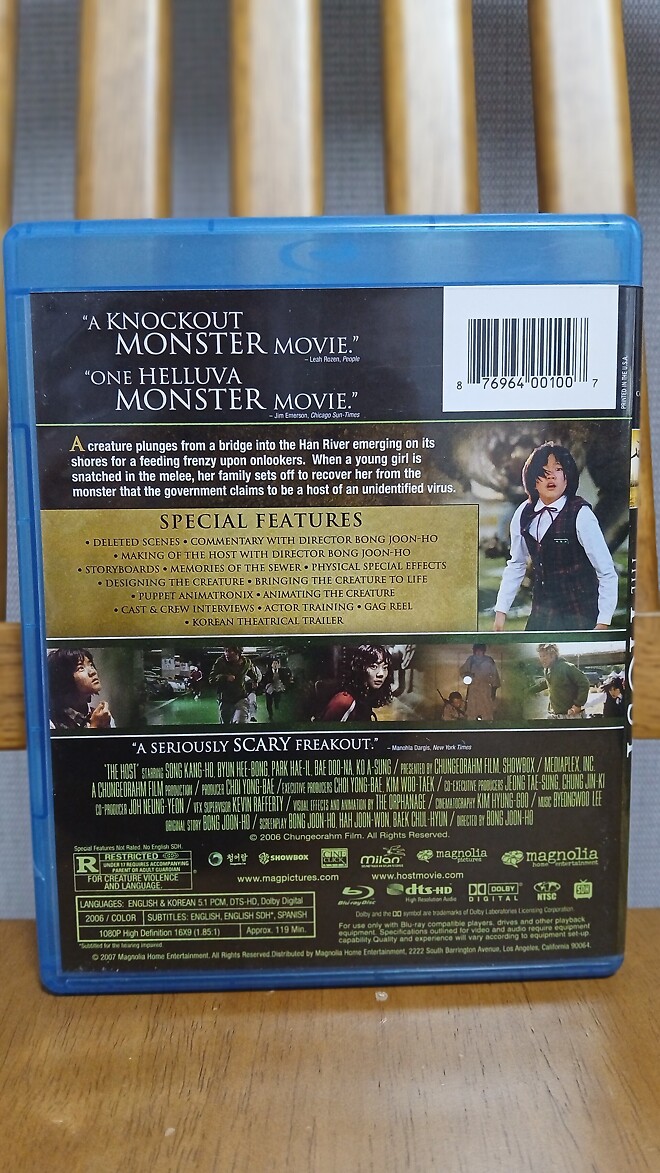 "A KNOCKOUT
MONSTER MOVIE."
– Leah Rozen, People
"ONE HELLUVA
MONSTER MOVIE."
– Jim Emerson, Chicago Sun-Times
8 76964 00100 7
PRINTED IN THE U.S.A.
A creature plunges from a bridge into the Han River emerging on its
shores for a feeding frenzy upon onlookers. When a young girl is
snatched in the melee, her family sets off to recover her from the
monster that the government claims to be a host of an unidentified virus.
SPECIAL FEATURES
• DELETED SCENES • COMMENTARY WITH DIRECTOR BONG JOON-HO
• MAKING OF THE HOST WITH DIRECTOR BONG JOON-HO
• STORYBOARDS • MEMORIES OF THE SEWER • PHYSICAL SPECIAL EFFECTS
• DESIGNING THE CREATURE • BRINGING THE CREATURE TO LIFE
• PUPPET ANIMATRONIX • ANIMATING THE CREATURE
• CAST & CREW INTERVIEWS • ACTOR TRAINING • GAG REEL
• KOREAN THEATRICAL TRAILER
"A SERIOUSLY SCARY FREAKOUT."
– Manohla Dargis, New York Times
"THE HOST" STARRING SONG KANG-HO, BYUN HEE-BONG, PARK HAE-IL, BAE DOO-NA, KO A-SUNG / PRESENTED BY CHUNGEORAHM FILM, SHOWBOX / MEDIAPLEX, INC.
A CHUNGEORAHM FILM PRODUCTION / PRODUCER CHOI YONG-BAE / EXECUTIVE PRODUCERS CHOI YONG-BAE, KIM WOO-TAEK / CO-EXECUTIVE PRODUCERS JEONG TAE-SUNG, CHUNG JIN-KI
CO-PRODUCER JOH NEUNG-YEON / VFX SUPERVISOR KEVIN RAFFERTY / VISUAL EFFECTS AND ANIMATION BY THE ORPHANAGE / CINEMATOGRAPHY KIM HYUNG-GOO / MUSIC BYEONGWOO LEE
ORIGINAL STORY BONG JOON-HO / SCREENPLAY BONG JOON-HO, HAH JOON-WON, BAEK CHUL-HYUN / DIRECTED BY BONG JOON-HO
© 2006 Chungeorahm Film. All Rights Reserved.
Special Features Not Rated. No English SDH.
R RESTRICTED
UNDER 17 REQUIRES ACCOMPANYING
PARENT OR ADULT GUARDIAN
FOR CREATURE VIOLENCE
AND LANGUAGE.
청어람
SHOWBOX
CINE CLICK
milan
magnolia pictures
magnolia home entertainment
www.magpictures.com
www.hostmovie.com
LANGUAGES: ENGLISH & KOREAN 5.1 PCM, DTS-HD, Dolby Digital
2006 / COLOR
SUBTITLES: ENGLISH, ENGLISH SDH*, SPANISH
1080P High Definition 16X9 (1.85:1)
Approx. 119 Min.
*Subtitled for the hearing impaired.
Blu-ray Disc
dts-HD
High Resolution Audio
DOLBY
DIGITAL
NTSC
SDH
Dolby and the DD symbol are trademarks of Dolby Laboratories Licensing Corporation.
For use only with Blu-ray compatible players, drives and other playback
equipment. Specifications outlined for video and audio require equipment
capability. Quality and experience will vary according to equipment set-up.
© 2007 Magnolia Home Entertainment. All Rights Reserved. Distributed by Magnolia Home Entertainment, 2222 South Barrington Avenue, Los Angeles, California 90064.